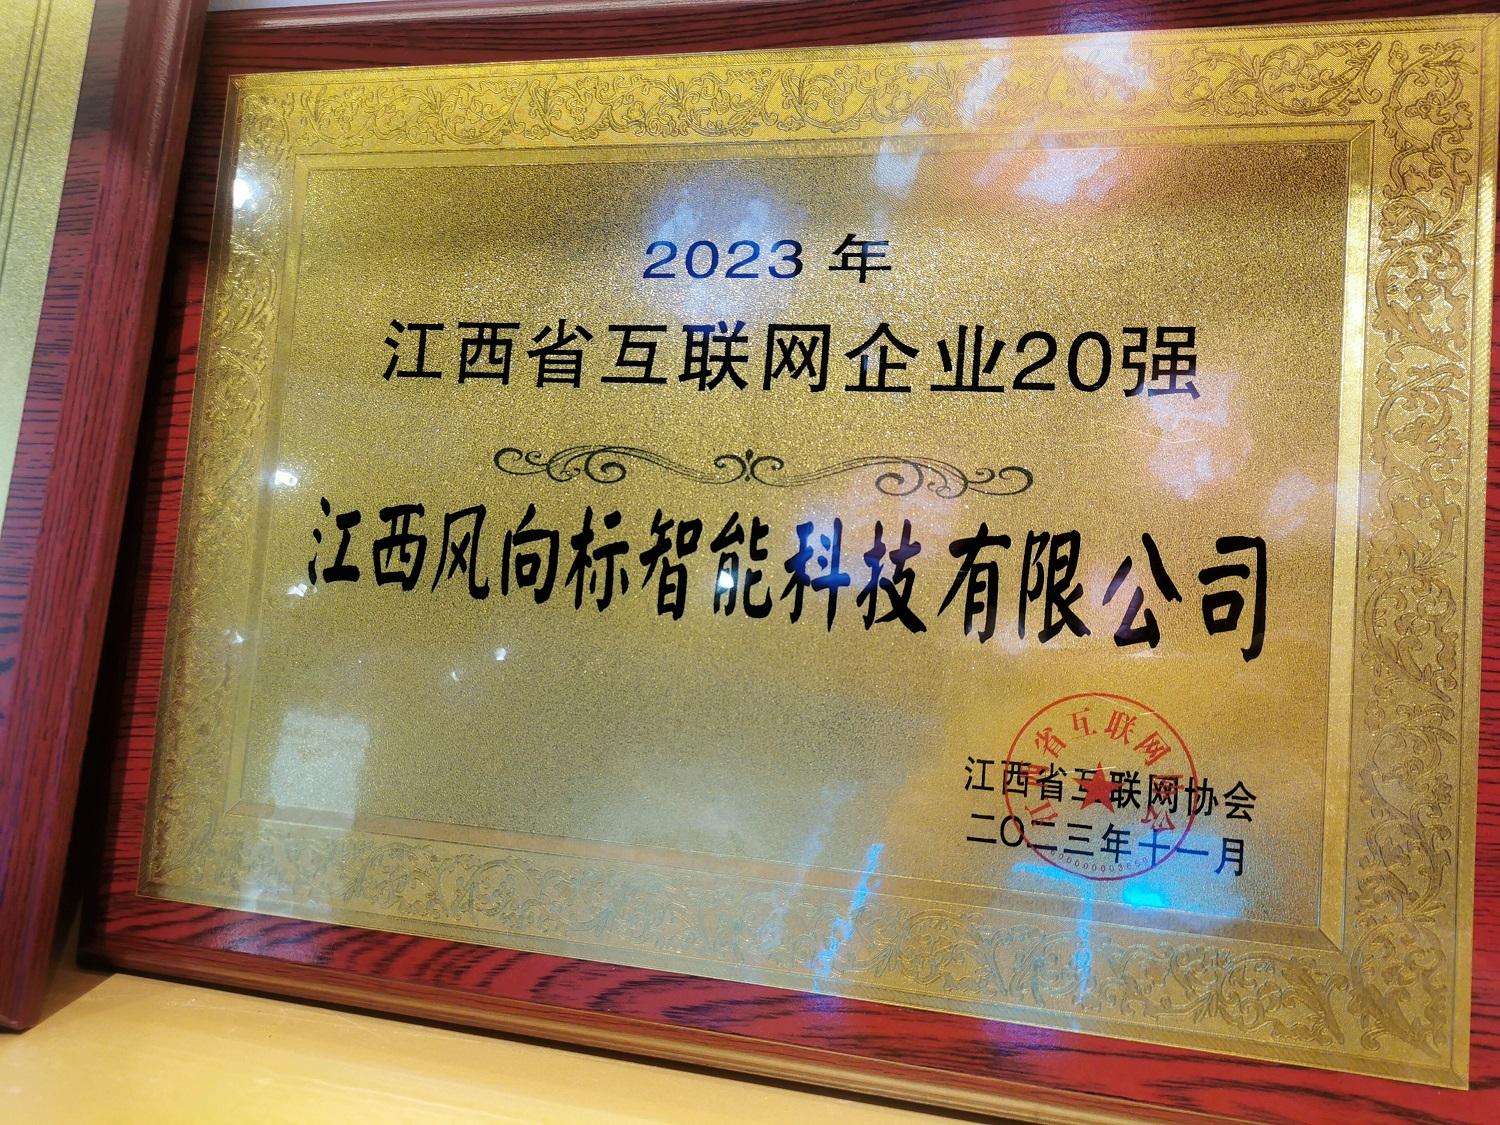 2023 年
江西省互联网企业20强
江西风向标智能科技有限公司
江西省互联网协会
二〇二三年十一月